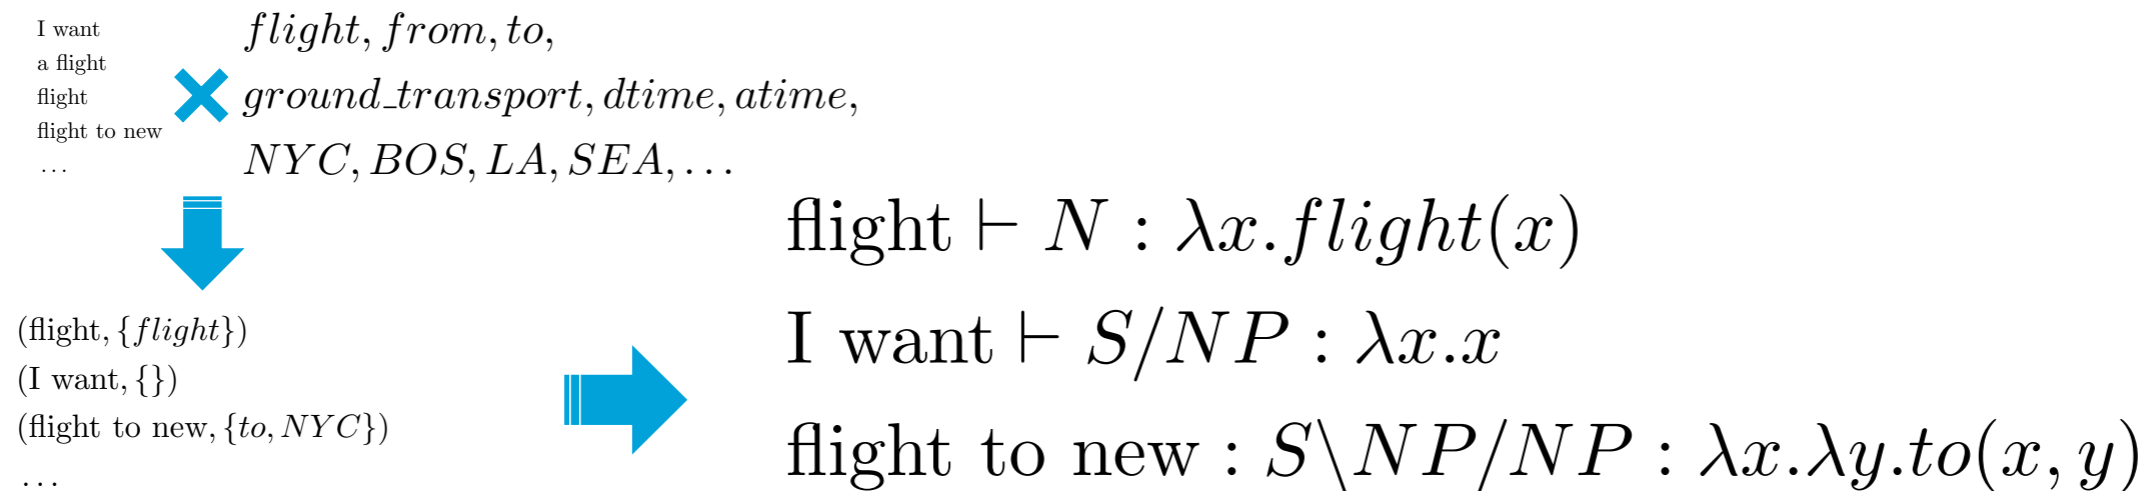 I want
a flight
flight
flight to new
...
flight, from, to,
ground_transport, dtime, atime,
NYC, BOS, LA, SEA, ...
(flight, {flight})
(I want, {})
(flight to new, {to, NYC})
...
flight ⊢ N : λx.flight(x)
I want ⊢ S/NP : λx.x
flight to new : S\NP/NP : λx.λy.to(x, y)